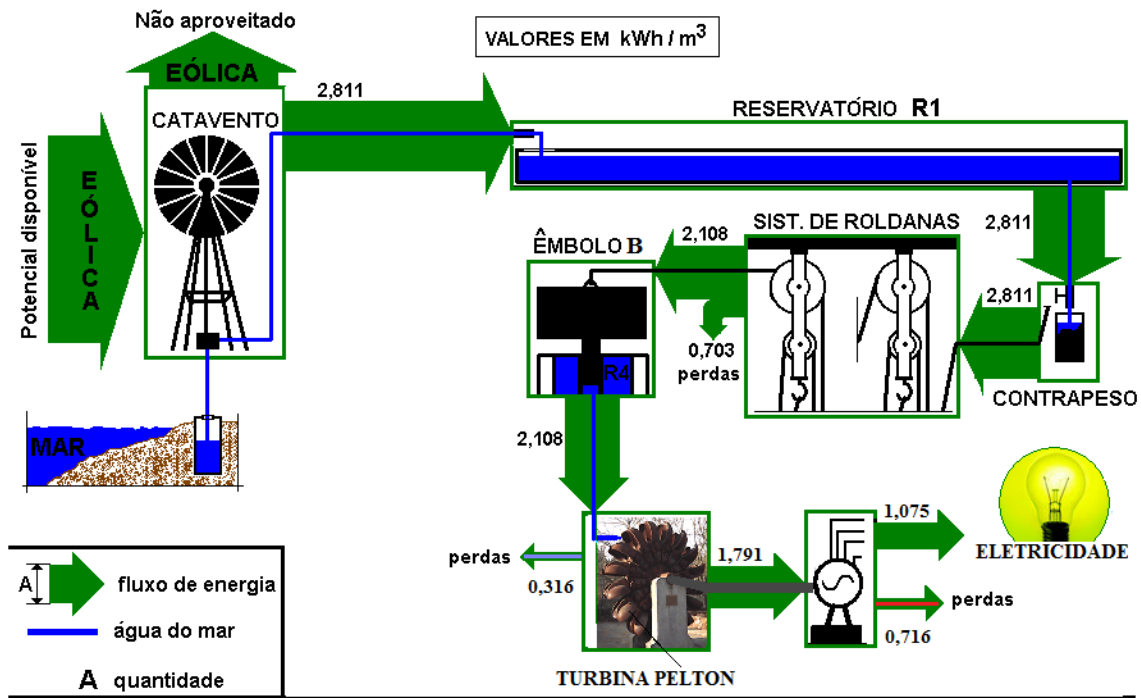 Não aproveitado
EÓLICA
VALORES EM kWh / m³
2,811
CATAVENTO
RESERVATÓRIO R1
Potencial disponível
EÓLICA
2,811
SIST. DE ROLDANAS
2,108
ÊMBOLO B
2,811
H
0,703
perdas
R4
CONTRAPESO
2,108
MAR
1,075
ELETRICIDADE
perdas
0,316
1,791
perdas
0,716
TURBINA PELTON
A
fluxo de energia
água do mar
A quantidade